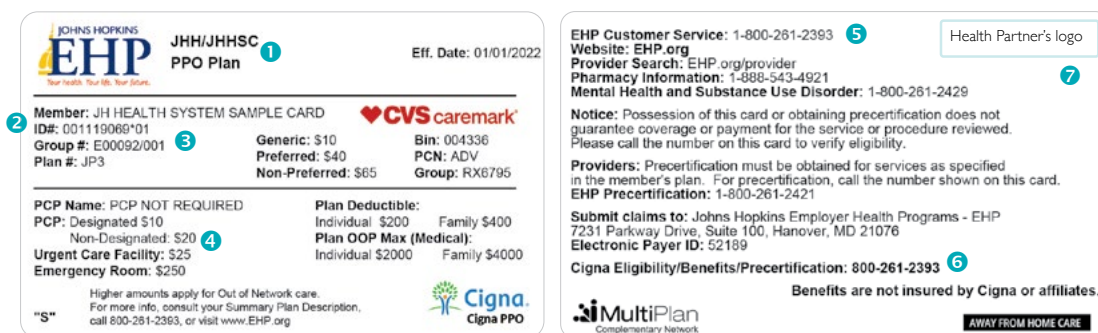 JOHNS HOPKINS
EHP
Your health. Your life. Your future.
JHH/JHHSC
PPO Plan
1
Eff. Date: 01/01/2022
2
Member: JH HEALTH SYSTEM SAMPLE CARD
ID#: 001119069*01
Group #: E00092/001
3
Plan #: JP3
CVS caremark
Generic: $10
Preferred: $40
Non-Preferred: $65
Bin: 004336
PCN: ADV
Group: RX6795
PCP Name: PCP NOT REQUIRED
PCP: Designated $10
Non-Designated: $20
4
Urgent Care Facility: $25
Emergency Room: $250
Plan Deductible:
Individual $200 Family $400
Plan OOP Max (Medical):
Individual $2000 Family $4000
"S"
Higher amounts apply for Out of Network care.
For more info, consult your Summary Plan Description,
call 800-261-2393, or visit www.EHP.org
Cigna.
Cigna PPO
EHP Customer Service: 1-800-261-2393
5
Website: EHP.org
Provider Search: EHP.org/provider
Pharmacy Information: 1-888-543-4921
Mental Health and Substance Use Disorder: 1-800-261-2429
Health Partner's logo
7
Notice: Possession of this card or obtaining precertification does not
guarantee coverage or payment for the service or procedure reviewed.
Please call the number on this card to verify eligibility.
Providers: Precertification must be obtained for services as specified
in the member's plan. For precertification, call the number shown on this card.
EHP Precertification: 1-800-261-2421
Submit claims to: Johns Hopkins Employer Health Programs - EHP
7231 Parkway Drive, Suite 100, Hanover, MD 21076
Electronic Payer ID: 52189
Cigna Eligibility/Benefits/Precertification: 800-261-2393
6
Benefits are not insured by Cigna or affiliates.
MultiPlan
Complementary Network
AWAY FROM HOME CARE